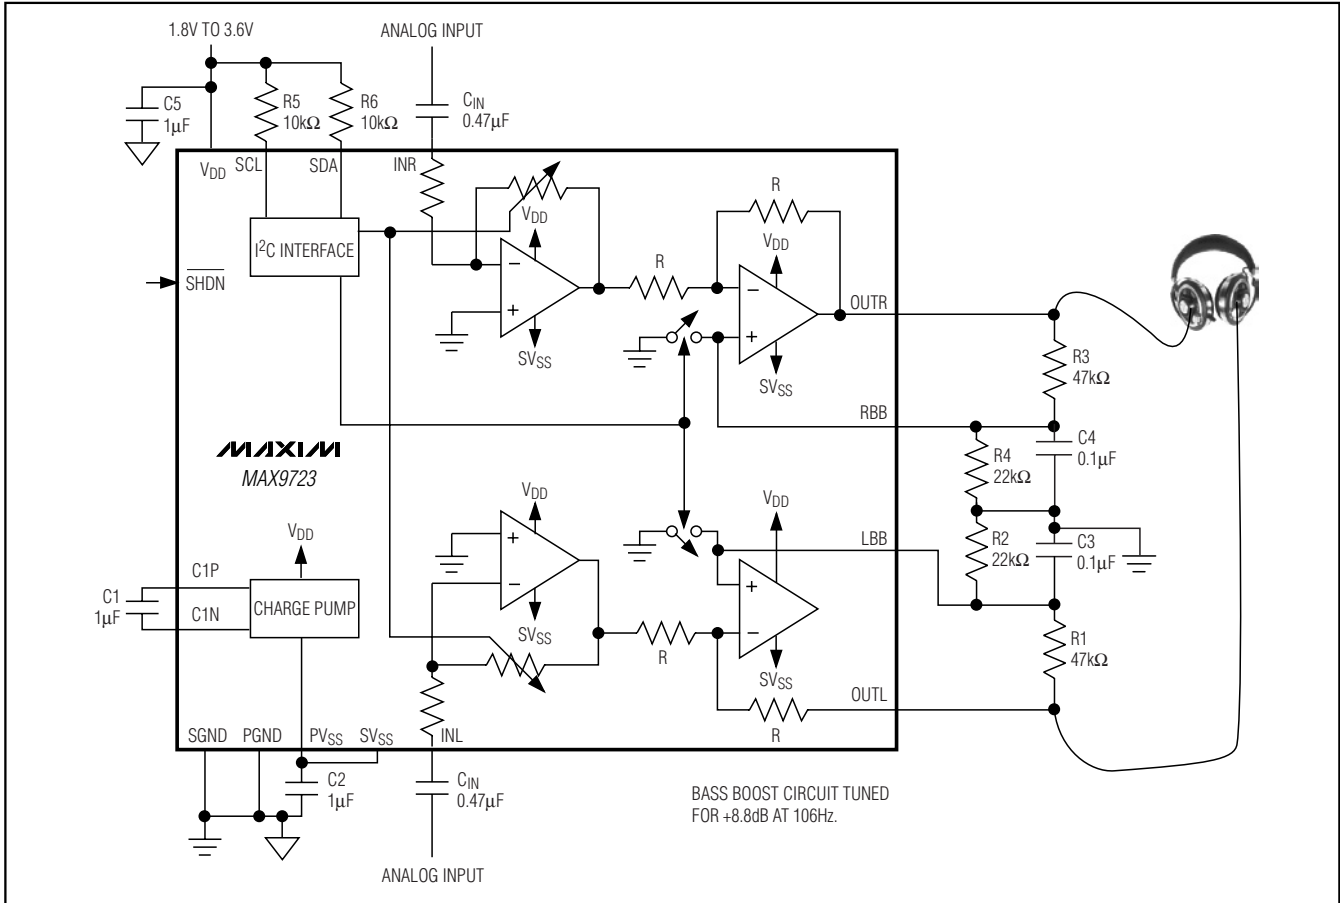 1.8V TO 3.6V
ANALOG INPUT
C5
1μF
R5
10kΩ
R6
10kΩ
CIN
0.47μF
VDD
SCL
SDA
INR
I2C INTERFACE
SHDN
VDD
SVSS
R
R
VDD
SVSS
OUTR
R3
47kΩ
RBB
C4
0.1μF
R4
22kΩ
MAXIM
MAX9723
VDD
C1P
C1N
C1
1μF
CHARGE PUMP
VDD
SVSS
R
VDD
SVSS
R
LBB
R2
22kΩ
C3
0.1μF
R1
47kΩ
OUTL
SGND
PGND
PVSS
SVSS
INL
C2
1μF
CIN
0.47μF
ANALOG INPUT
BASS BOOST CIRCUIT TUNED
FOR +8.8dB AT 106Hz.